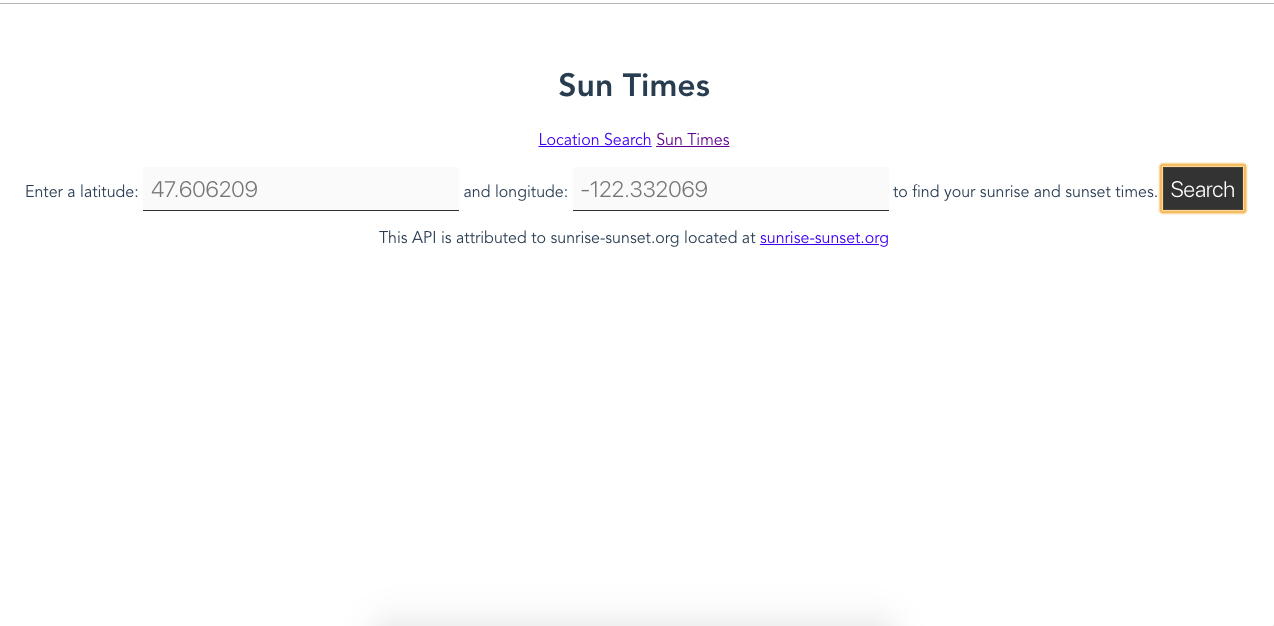 Sun Times
Location Search Sun Times
Enter a latitude: 47.606209 and longitude: -122.332069 to find your sunrise and sunset times. Search
This API is attributed to sunrise-sunset.org located at sunrise-sunset.org